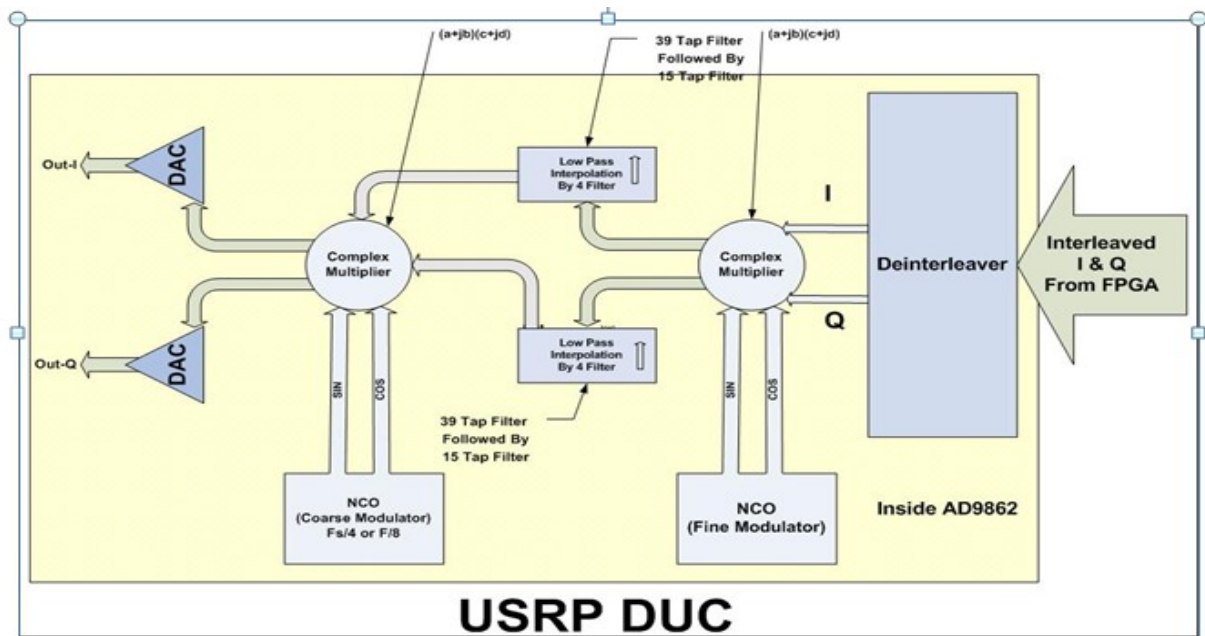 (a+jb)(c+jd)
39 Tap Filter
Followed By
15 Tap Filter
(a+jb)(c+jd)
Out-I
DAC
Low Pass
Interpolation
By 4 Filter
I
Complex
Multiplier
Complex
Multiplier
Deinterleaver
Interleaved
I & Q
From FPGA
Q
Out-Q
DAC
Low Pass
Interpolation
By 4 Filter
SIN
COS
SIN
COS
39 Tap Filter
Followed By
15 Tap Filter
NCO
(Coarse Modulator)
Fs/4 or F/8
NCO
(Fine Modulator)
Inside AD9862
USRP DUC